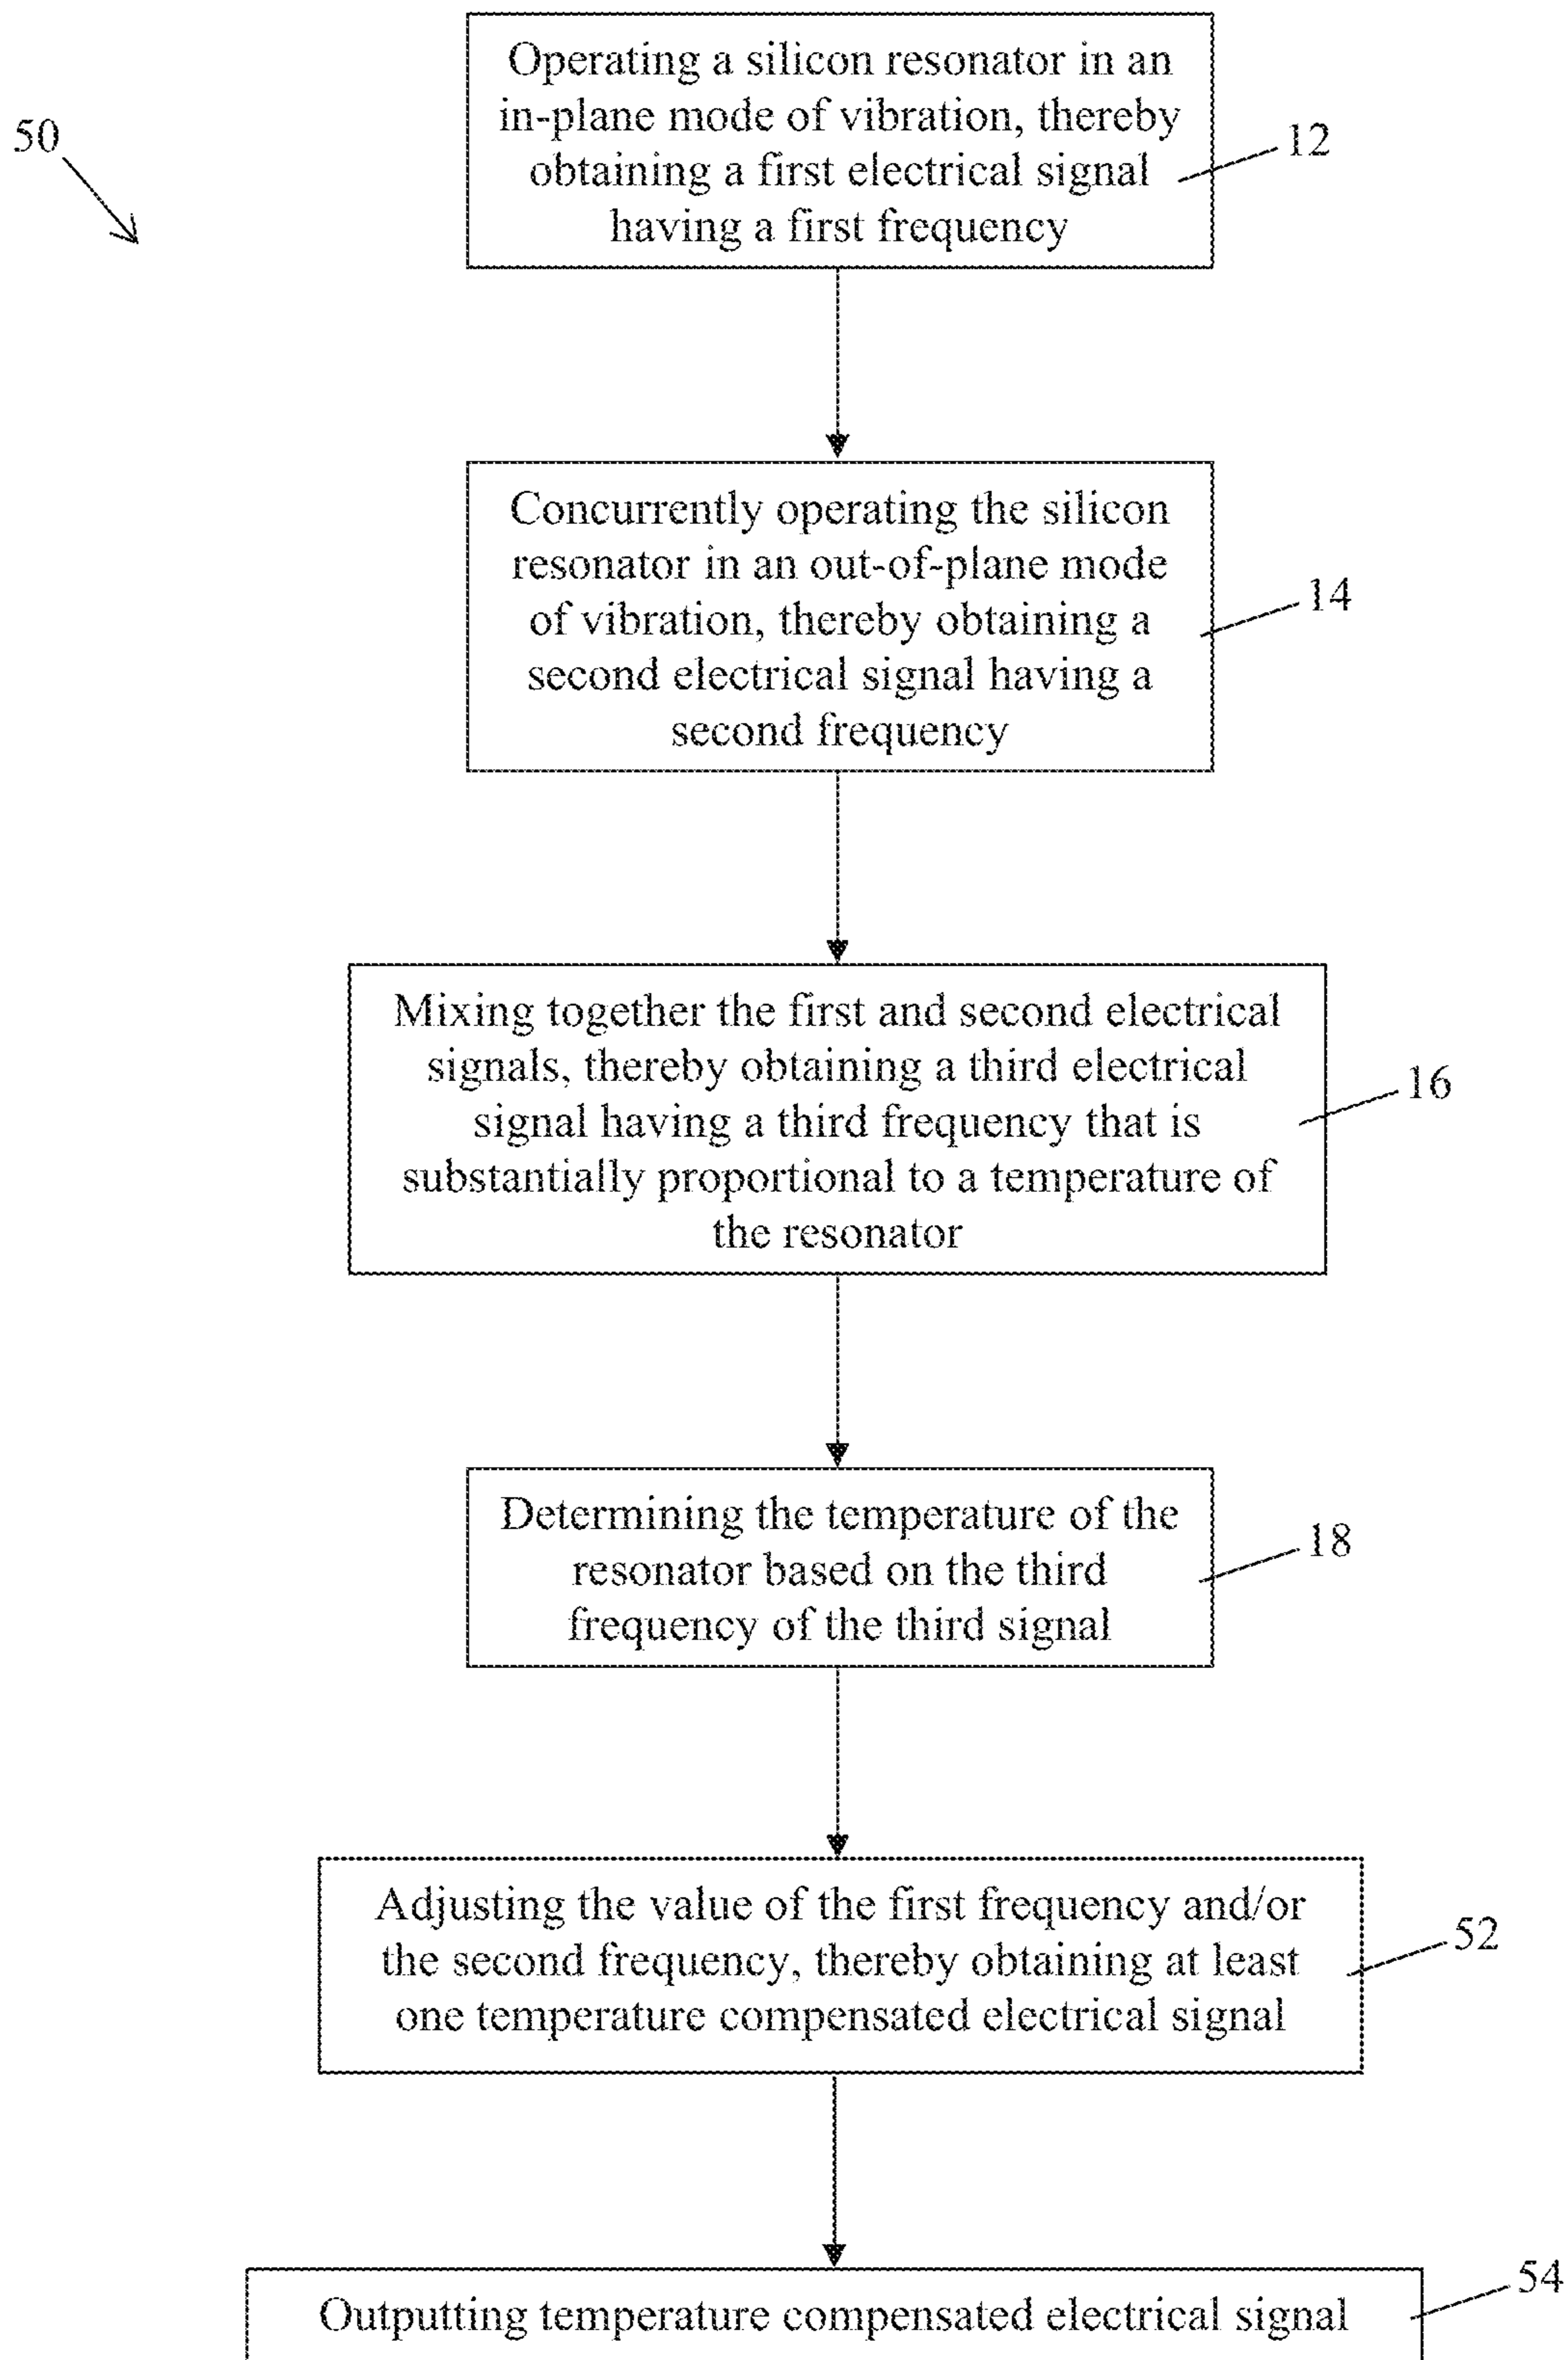 50
Operating a silicon resonator in an
in-plane mode of vibration, thereby
obtaining a first electrical signal
having a first frequency
12
Concurrently operating the silicon
resonator in an out-of-plane mode
of vibration, thereby obtaining a
second electrical signal having a
second frequency
14
Mixing together the first and second electrical
signals, thereby obtaining a third electrical
signal having a third frequency that is
substantially proportional to a temperature of
the resonator
16
Determining the temperature of the
resonator based on the third
frequency of the third signal
18
Adjusting the value of the first frequency and/or
the second frequency, thereby obtaining at least
one temperature compensated electrical signal
52
Outputting temperature compensated electrical signal
54